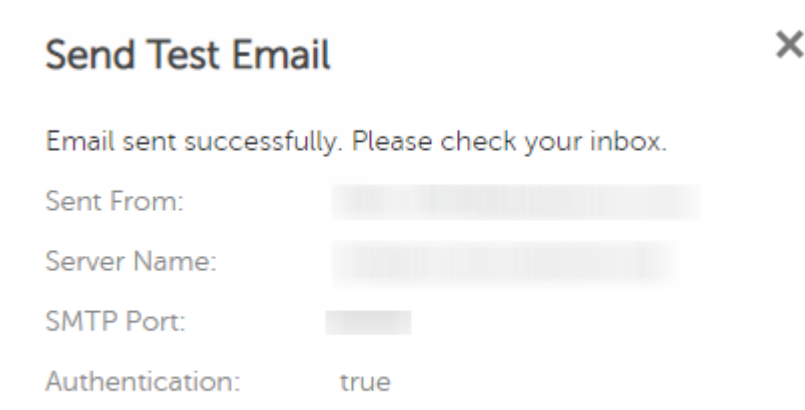 Send Test Email
Email sent successfully. Please check your inbox.
Sent From:
Server Name:
SMTP Port:
Authentication: true